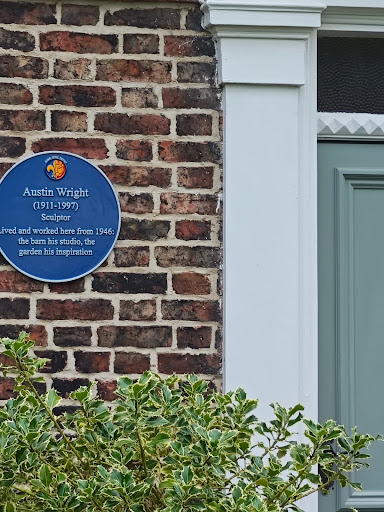 Austin Wright
(1911-1997)
Sculptor
Lived and worked here from 1946:
the barn his studio, the
garden his inspiration